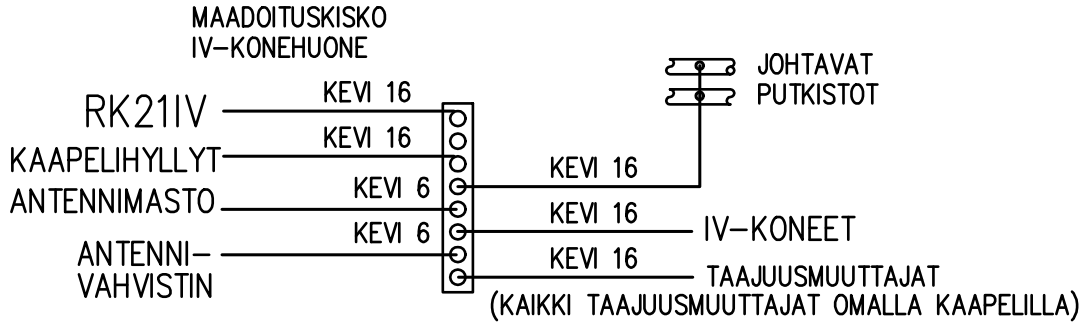 MAADOITUSKISKO
IV-KONEHUONE
JOHTAVAT
PUTKISTOT
RK21IV
KEVI 16
KAAPELIHYLLYT
KEVI 16
KEVI 16
ANTENNIMASTO
KEVI 6
KEVI 16
IV-KONEET
KEVI 6
ANTENNI-
VAHVISTIN
KEVI 16
TAAJUUSMUUTTAJAT
(KAIKKI TAAJUUSMUUTTAJAT OMALLA KAAPELILLA)